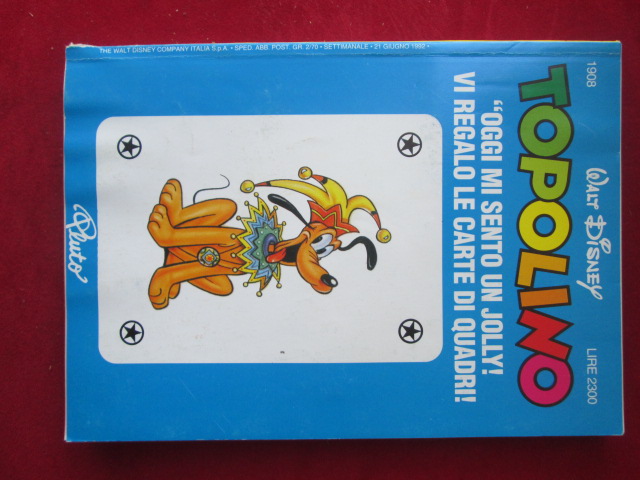 THE WALT DISNEY COMPANY ITALIA S.p.A. • SPED. ABB. POST. GR. 2/70 • SETTIMANALE • 21 GIUGNO 1992 •
1908
WALT DISNEY
LIRE 2300
TOPOLINO
“OGGI MI SENTO UN JOLLY!
VI REGALO LE CARTE DI QUADRI!
Pluto